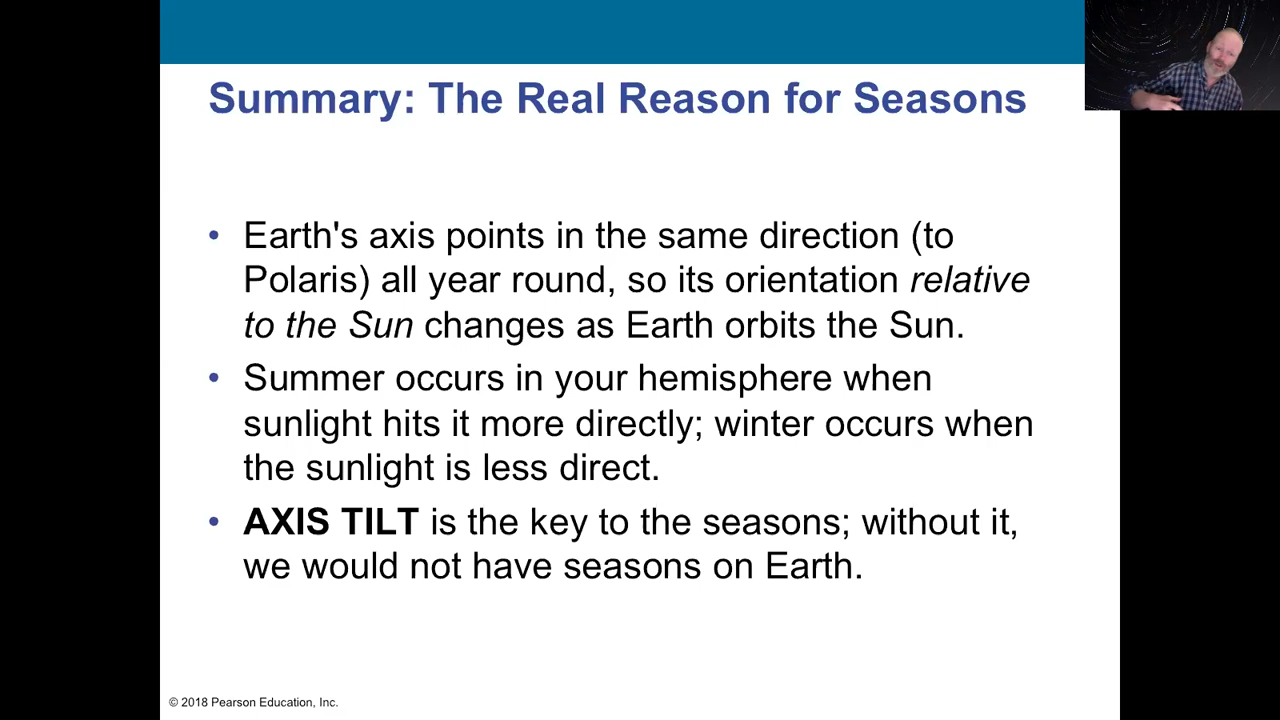 Summary: The Real Reason for Seasons
• Earth's axis points in the same direction (to
Polaris) all year round, so its orientation relative
to the Sun changes as Earth orbits the Sun.
• Summer occurs in your hemisphere when
sunlight hits it more directly; winter occurs when
the sunlight is less direct.
• AXIS TILT is the key to the seasons; without it,
we would not have seasons on Earth.
© 2018 Pearson Education, Inc.